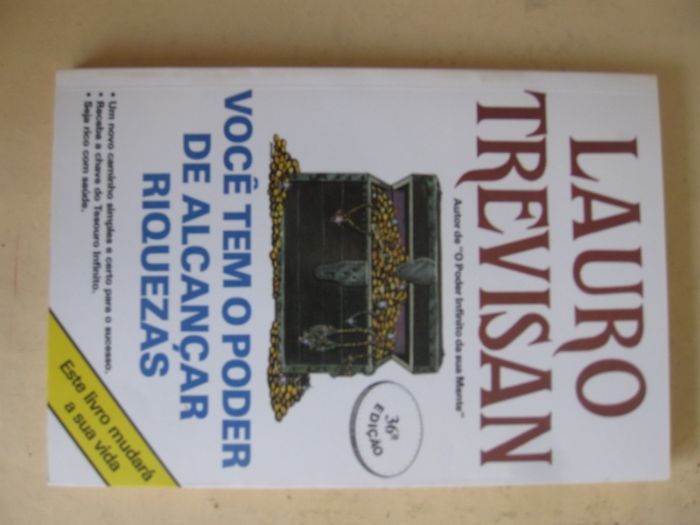 LAURO
TREVISAN
Autor de "O Poder Infinito da sua Mente"
36ª
EDIÇÃO
VOCÊ TEM O PODER
DE ALCANÇAR
RIQUEZAS
• Um novo caminho simples e certo para o sucesso.
• Receba a chave do Tesouro Infinito.
• Seja rico com saúde.
Este livro mudará
a sua vida